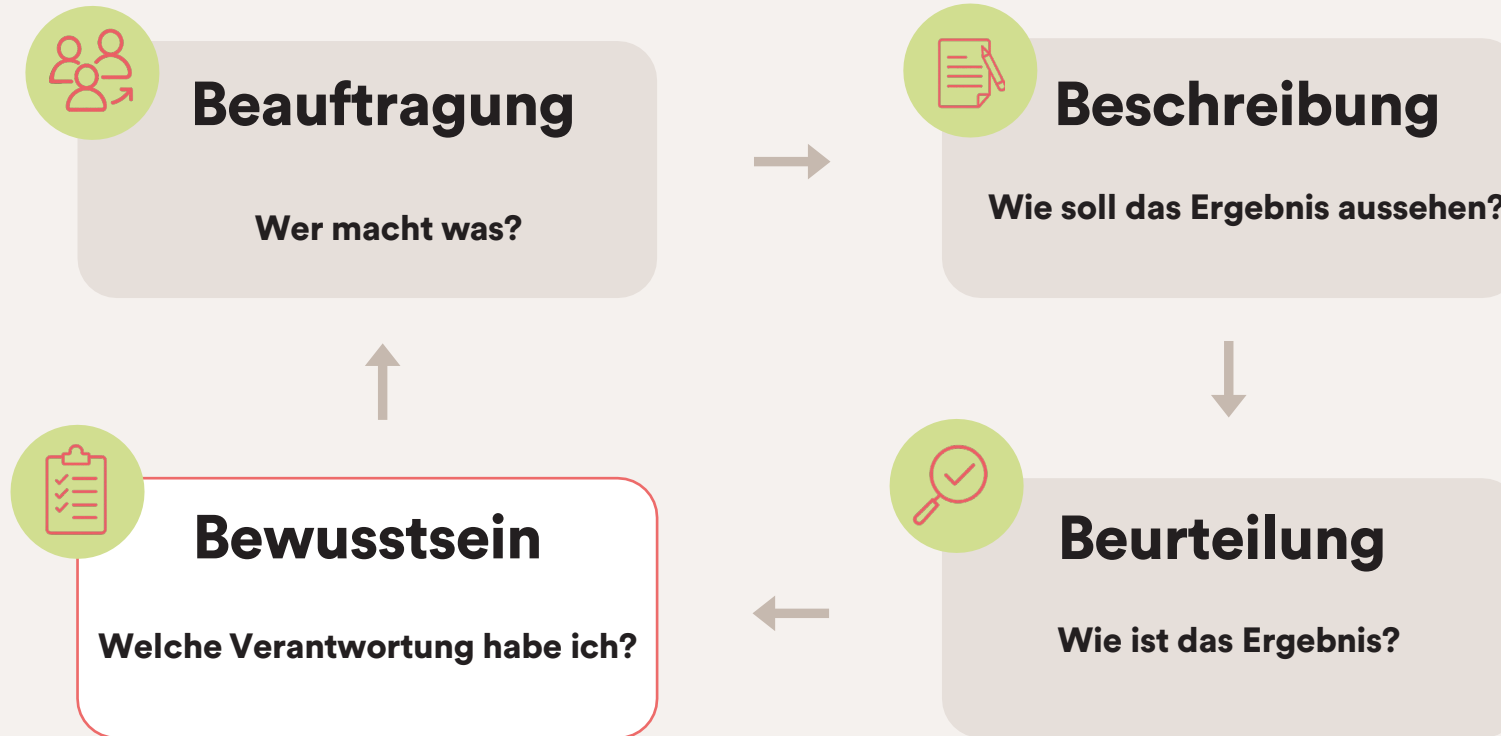 Beauftragung
Wer macht was?
Beschreibung
Wie soll das Ergebnis aussehen?
Bewusstsein
Welche Verantwortung habe ich?
Beurteilung
Wie ist das Ergebnis?